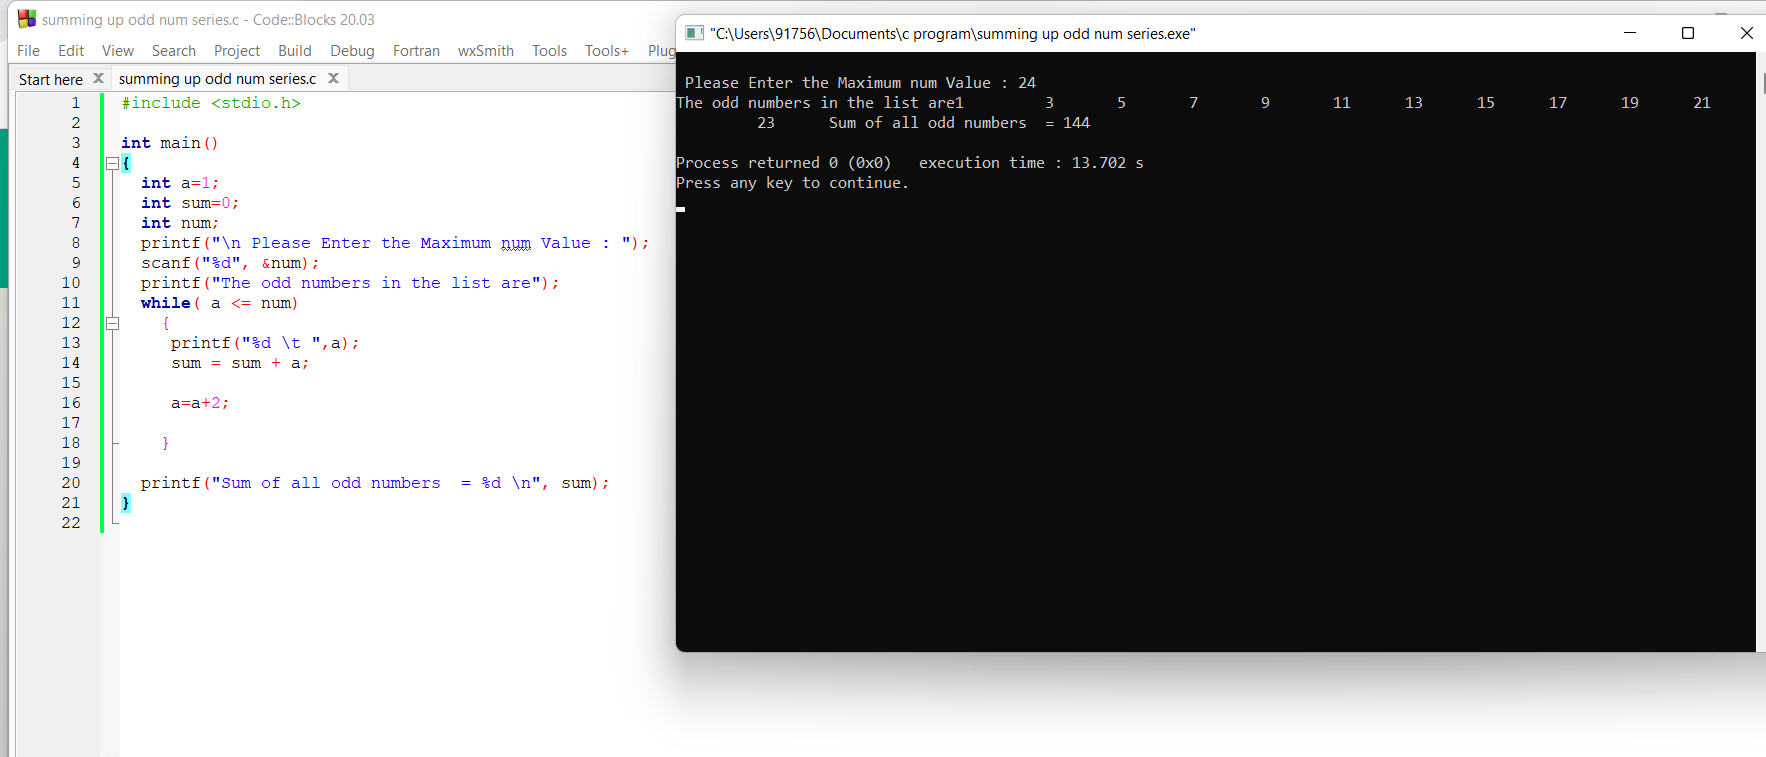 summing up odd num series.c - Code::Blocks 20.03
File Edit View Search Project Build Debug Fortran wxSmith Tools Tools+ Plug
Start here X summing up odd num series.c X
1 #include <stdio.h>
2
3 int main()
4 {
5 int a=1;
6 int sum=0;
7 int num;
8 printf("\n Please Enter the Maximum num Value : ");
9 scanf("%d", &num);
10 printf("The odd numbers in the list are");
11 while( a <= num)
12 {
13 printf("%d \t ",a);
14 sum = sum + a;
15
16 a=a+2;
17
18 }
19
20 printf("Sum of all odd numbers  = %d \n", sum);
21 }
22
"C:\Users\91756\Documents\c program\summing up odd num series.exe"
Please Enter the Maximum num Value : 24
The odd numbers in the list are1 3 5 7 9 11 13 15 17 19 21
23 Sum of all odd numbers  = 144
Process returned 0 (0x0)   execution time : 13.702 s
Press any key to continue.